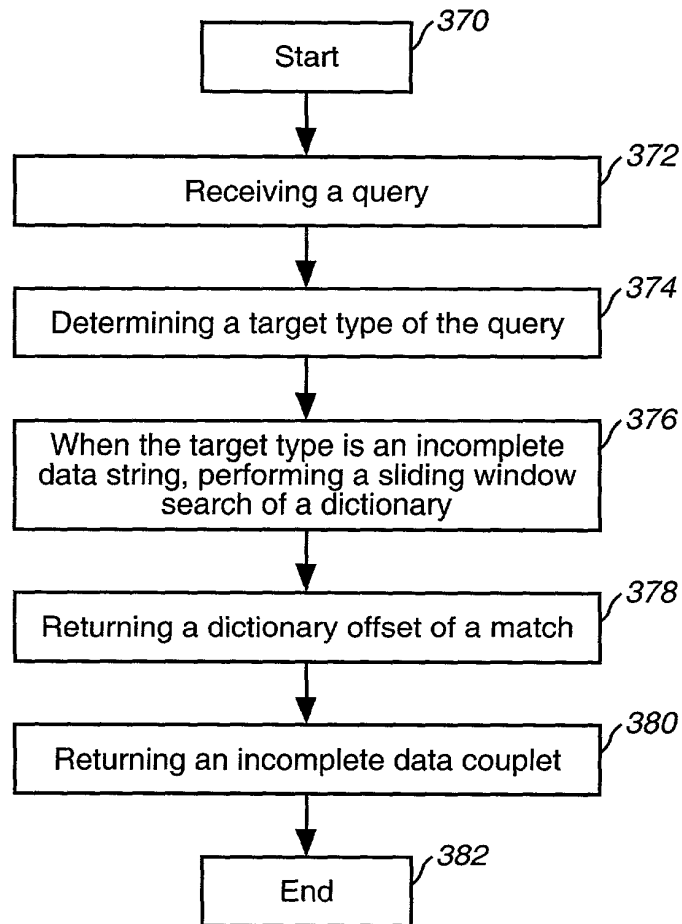 370
Start
372
Receiving a query
374
Determining a target type of the query
376
When the target type is an incomplete
data string, performing a sliding window
search of a dictionary
378
Returning a dictionary offset of a match
380
Returning an incomplete data couplet
382
End